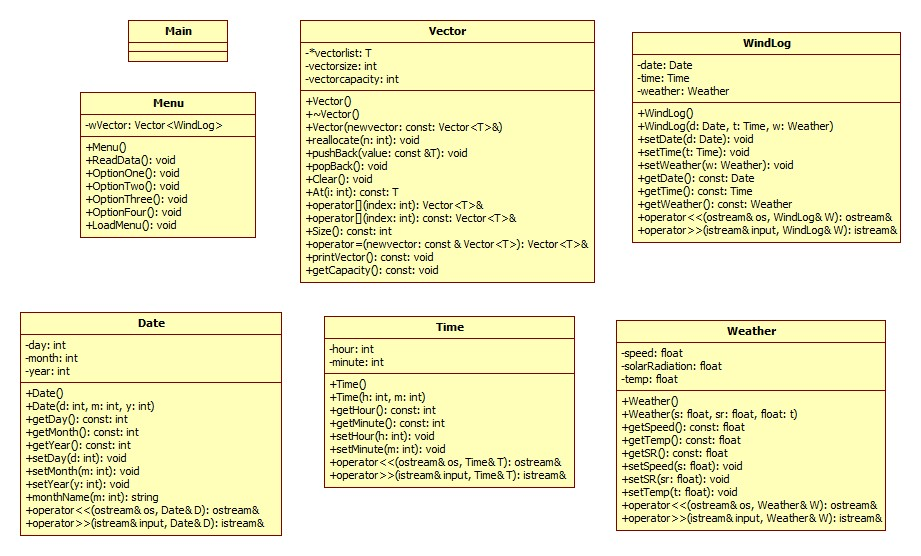 Main
Menu
-wVector: Vector<WindLog>
+Menu()
+ReadData(): void
+OptionOne(): void
+OptionTwo(): void
+OptionThree(): void
+OptionFour(): void
+LoadMenu(): void
Vector
-*vectorlist: T
-vectorsize: int
-vectorcapacity: int
+Vector()
+~Vector()
+Vector(newvector: const: Vector<T>&)
+reallocate(n: int): void
+pushBack(value: const &T): void
+popBack(): void
+Clear(): void
+At(i: int): const: T
+operator[](index: int): Vector<T>&
+operator[](index: int): const: Vector<T>&
+Size(): const: int
+operator=(newvector: const & Vector<T>): Vector<T>&
+printVector(): const: void
+getCapacity(): const: void
WindLog
-date: Date
-time: Time
-weather: Weather
+WindLog()
+WindLog(d: Date, t: Time, w: Weather)
+setDate(d: Date): void
+setTime(t: Time): void
+setWeather(w: Weather): void
+getDate(): const: Date
+getTime(): const: Time
+getWeather(): const: Weather
+operator<<(ostream& os, WindLog& W): ostream&
+operator>>(istream& input, WindLog& W): istream&
Date
-day: int
-month: int
-year: int
+Date()
+Date(d: int, m: int, y: int)
+getDay(): const: int
+getMonth(): const: int
+getYear(): const: int
+setDay(d: int): void
+setMonth(m: int): void
+setYear(y: int): void
+monthName(m: int): string
+operator<<(ostream& os, Date& D): ostream&
+operator>>(istream& input, Date& D): istream&
Time
-hour: int
-minute: int
+Time()
+Time(h: int, m: int)
+getHour(): const: int
+getMinute(): const: int
+setHour(h: int): void
+setMinute(m: int): void
+operator<<(ostream& os, Time& T): ostream&
+operator>>(istream& input, Time& T): istream&
Weather
-speed: float
-solarRadiation: float
-temp: float
+Weather()
+Weather(s: float, sr: float, float: t)
+getSpeed(): const: float
+getTemp(): const: float
+getSR(): const: float
+setSpeed(s: float): void
+setSR(sr: float): void
+setTemp(t: float): void
+operator<<(ostream& os, Weather& W): ostream&
+operator>>(istream& input, Weather& W): istream&